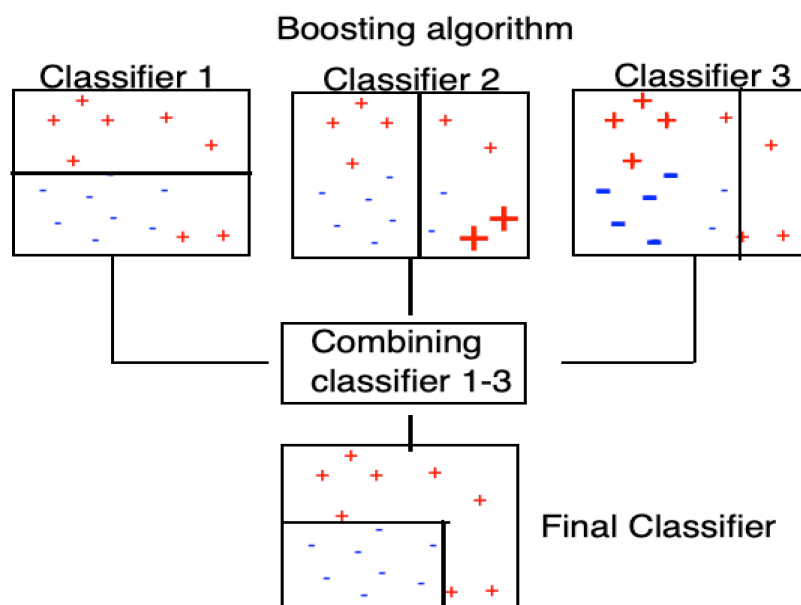 Boosting algorithm
Classifier 1
Classifier 2
Classifier 3
Combining
classifier 1-3
Final Classifier